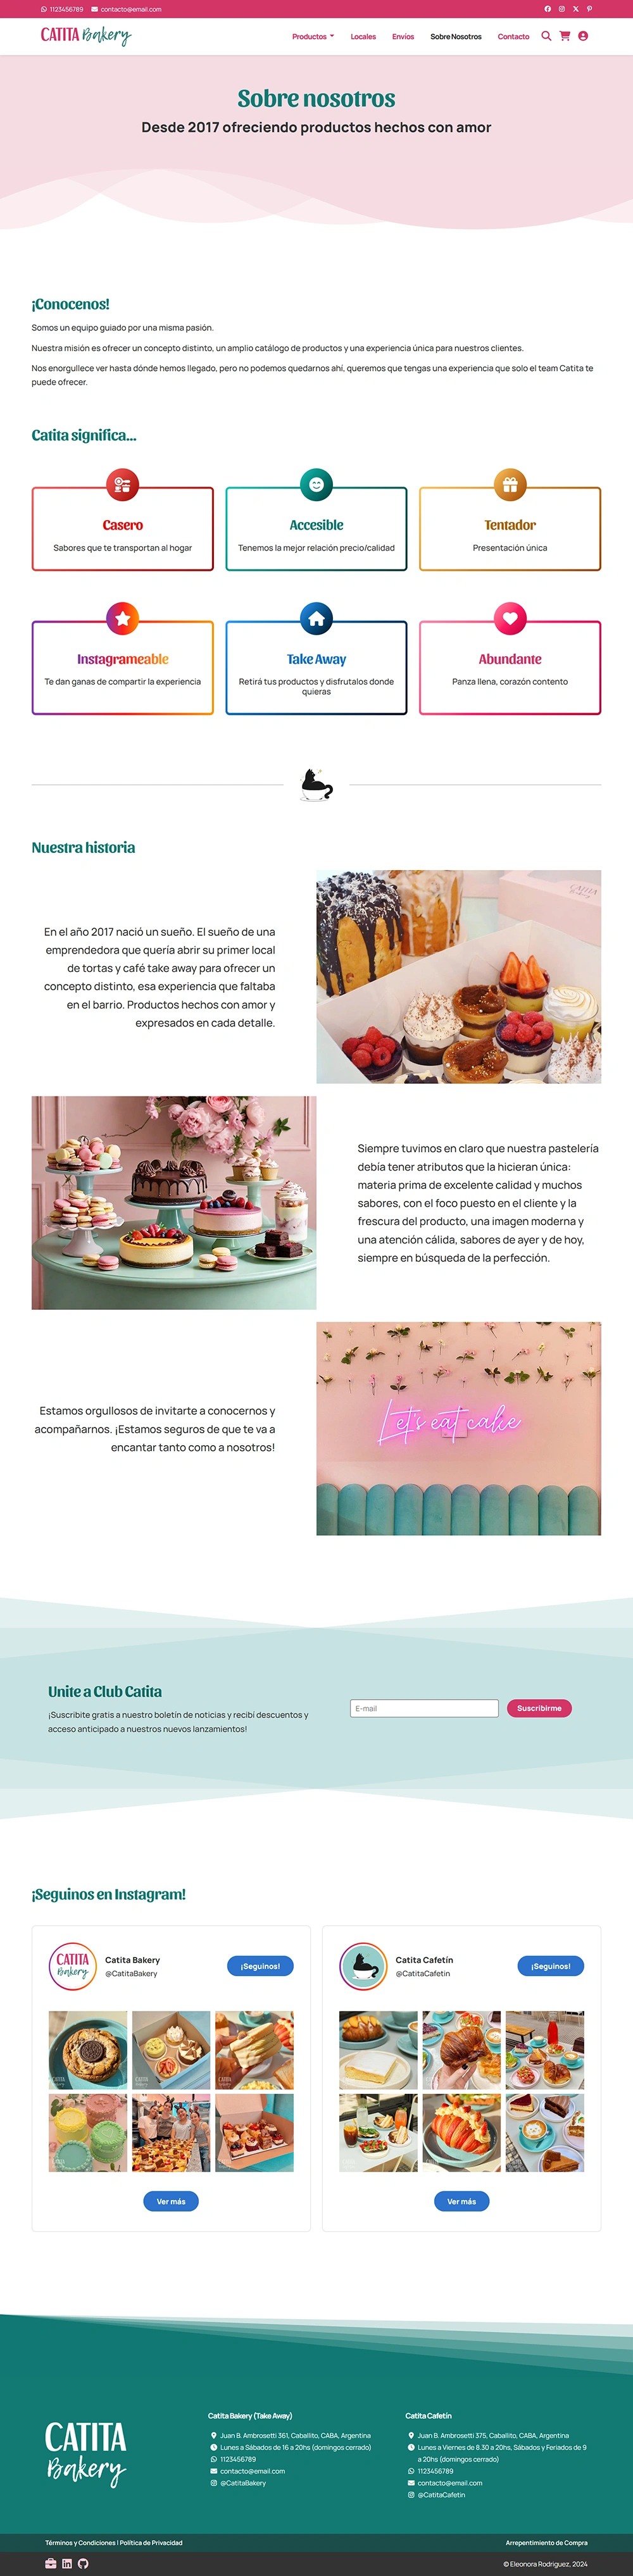 1123456789 contacto@email.com
CATITA Bakery
Productos Locales Envíos Sobre Nosotros Contacto
Sobre nosotros
Desde 2017 ofreciendo productos hechos con amor
¡Conocenos!
Somos un equipo guiado por una misma pasión.
Nuestra misión es ofrecer un concepto distinto, un amplio catálogo de productos y una experiencia única para nuestros clientes.
Nos enorgullece ver hasta dónde hemos llegado, pero no podemos quedarnos ahí, queremos que tengas una experiencia que solo el team Catita te
puede ofrecer.
Catita significa...
Casero
Sabores que te transportan al hogar
Accesible
Tenemos la mejor relación precio/calidad
Tentador
Presentación única
Instagrameable
Te dan ganas de compartir la experiencia
Take Away
Retirá tus productos y disfrutalos donde
quieras
Abundante
Panza llena, corazón contento
Nuestra historia
En el año 2017 nació un sueño. El sueño de una
emprendedora que quería abrir su primer local
de tortas y café take away para ofrecer un
concepto distinto, esa experiencia que faltaba
en el barrio. Productos hechos con amor y
expresados en cada detalle.
Siempre tuvimos en claro que nuestra pastelería
debía tener atributos que la hicieran única:
materia prima de excelente calidad y muchos
sabores, con el foco puesto en el cliente y la
frescura del producto, una imagen moderna y
una atención cálida, sabores de ayer y de hoy,
siempre en búsqueda de la perfección.
Let's eat cake
Estamos orgullosos de invitarte a conocernos y
acompañarnos. ¡Estamos seguros de que te va a
encantar tanto como a nosotros!
Unite a Club Catita
¡Suscribite gratis a nuestro boletín de noticias y recibí descuentos y
acceso anticipado a nuestros nuevos lanzamientos!
E-mail
Suscribirme
¡Seguinos en Instagram!
CATITA Bakery
Catita Bakery
@CatitaBakery
¡Seguinos!
Ver más
Catita Cafetín
@CatitaCafetin
¡Seguinos!
Ver más
CATITA
Bakery
Catita Bakery (Take Away)
Juan B. Ambrosetti 361, Caballito, CABA, Argentina
Lunes a Sábados de 16 a 20hs (domingos cerrado)
1123456789
contacto@email.com
@CatitaBakery
Catita Cafetín
Juan B. Ambrosetti 375, Caballito, CABA, Argentina
Lunes a Viernes de 8.30 a 20hs, Sábados y Feriados de 9
a 20hs (domingos cerrado)
1123456789
contacto@email.com
@CatitaCafetin
Términos y Condiciones | Política de Privacidad
Arrepentimiento de Compra
© Eleonora Rodriguez, 2024